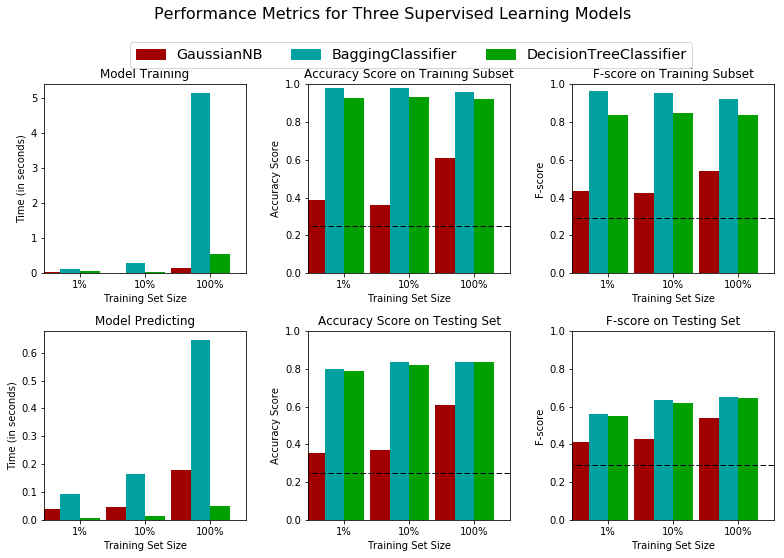 Performance Metrics for Three Supervised Learning Models
GaussianNB BaggingClassifier DecisionTreeClassifier
Model Training
Time (in seconds)
5
4
3
2
1
0
1% 10% 100%
Training Set Size
Accuracy Score on Training Subset
Accuracy Score
1.0
0.8
0.6
0.4
0.2
0.0
1% 10% 100%
Training Set Size
F-score on Training Subset
F-score
1.0
0.8
0.6
0.4
0.2
0.0
1% 10% 100%
Training Set Size
Model Predicting
Time (in seconds)
0.6
0.5
0.4
0.3
0.2
0.1
0.0
1% 10% 100%
Training Set Size
Accuracy Score on Testing Set
Accuracy Score
1.0
0.8
0.6
0.4
0.2
0.0
1% 10% 100%
Training Set Size
F-score on Testing Set
F-score
1.0
0.8
0.6
0.4
0.2
0.0
1% 10% 100%
Training Set Size